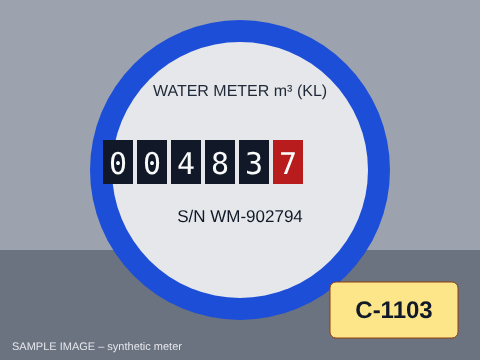 WATER METER m³ (KL)
004837
S/N WM-902794
C-1103
SAMPLE IMAGE – synthetic meter